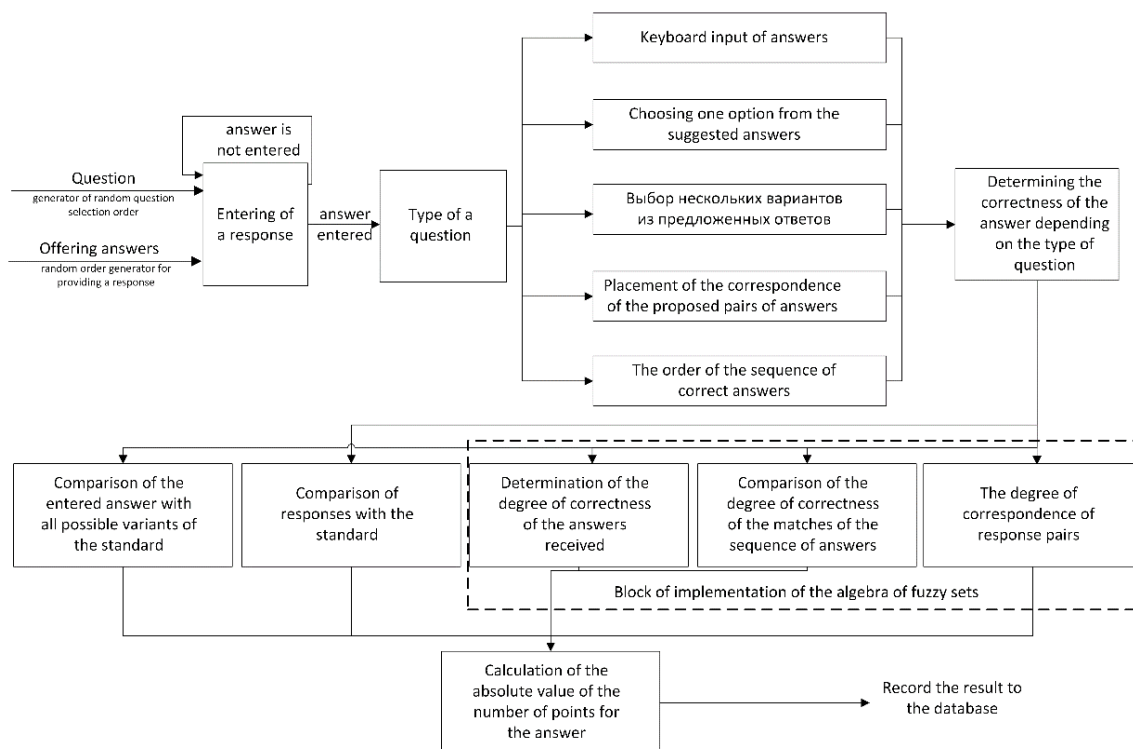 Keyboard input of answers
Choosing one option from the
suggested answers
answer is
not entered
Question
generator of random question
selection order
Offering answers
random order generator for
providing a response
Entering of
a response
answer
entered
Type of a
question
Выбор нескольких вариантов
из предложенных ответов
Placement of the correspondence
of the proposed pairs of answers
The order of the sequence of
correct answers
Determining the
correctness of the
answer depending
on the type of
question
Comparison of the
entered answer with
all possible variants of
the standard
Comparison of
responses with the
standard
Determination of the
degree of correctness
of the answers
received
Comparison of the
degree of correctness
of the matches of the
sequence of answers
The degree of
correspondence of
response pairs
Block of implementation of the algebra of fuzzy sets
Calculation of the
absolute value of the
number of points for
the answer
Record the result to
the database